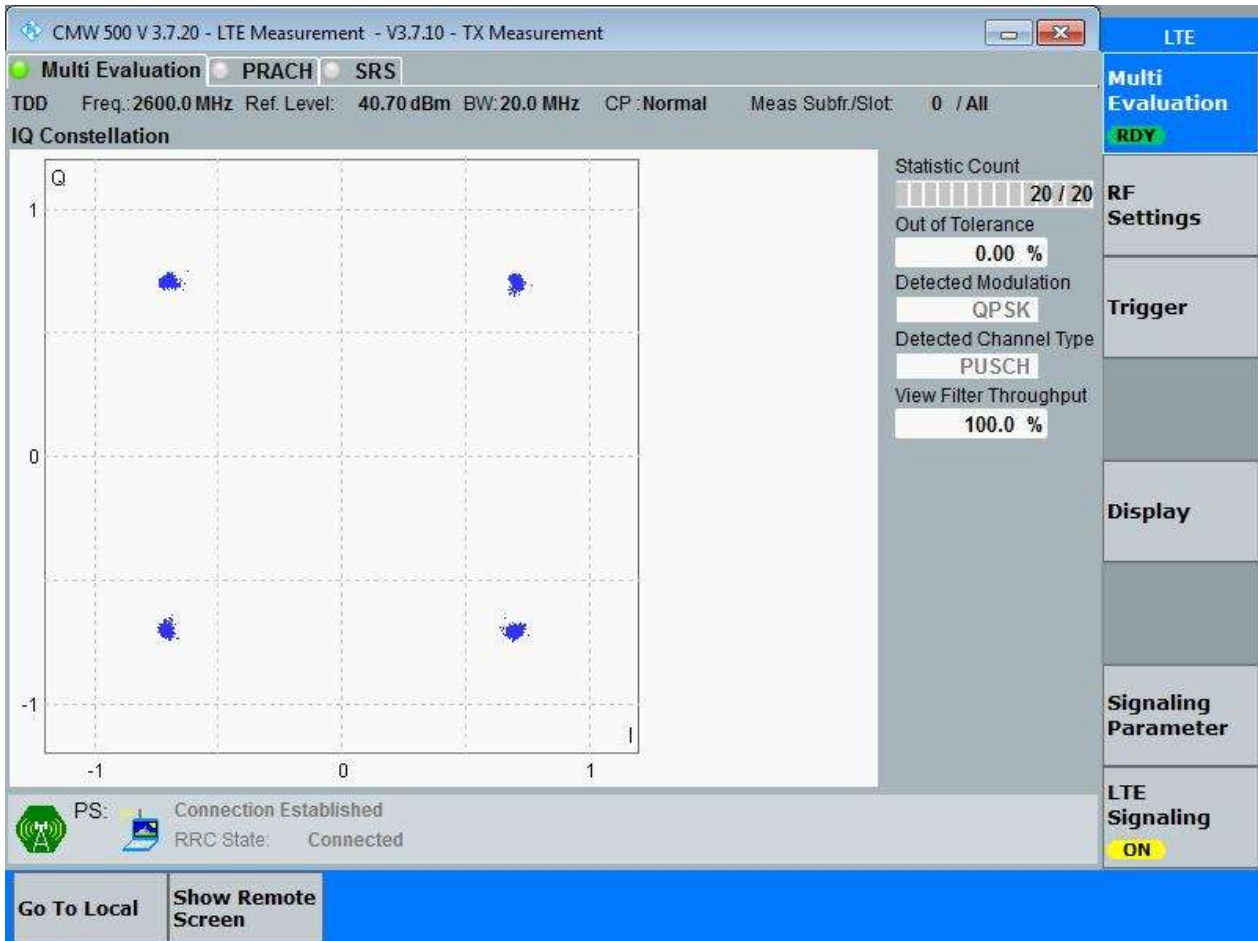 CMW 500 V 3.7.20 - LTE Measurement - V3.7.10 - TX Measurement
LTE
Multi Evaluation PRACH SRS
Multi
Evaluation
RDY
TDD Freq.: 2600.0 MHz Ref. Level: 40.70 dBm BW: 20.0 MHz CP : Normal Meas Subfr./Slot: 0 / All
IQ Constellation
Q
1
0
-1
I
-1 0 1
Statistic Count
20 / 20
Out of Tolerance
0.00 %
Detected Modulation
QPSK
Detected Channel Type
PUSCH
View Filter Throughput
100.0 %
RF
Settings
Trigger
Display
Signaling
Parameter
LTE
Signaling
ON
PS: Connection Established
RRC State: Connected
Go To Local
Show Remote
Screen